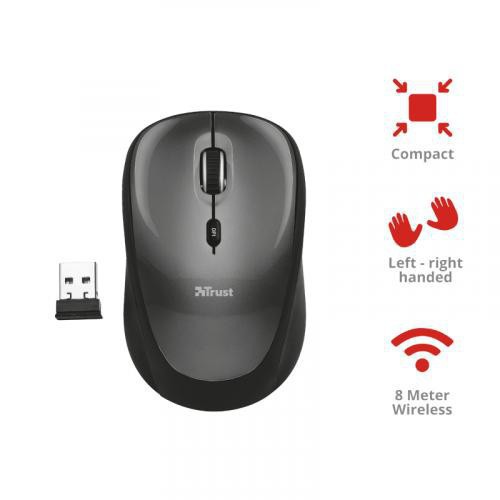 DPI
Trust
Compact
Left - right
handed
8 Meter
Wireless